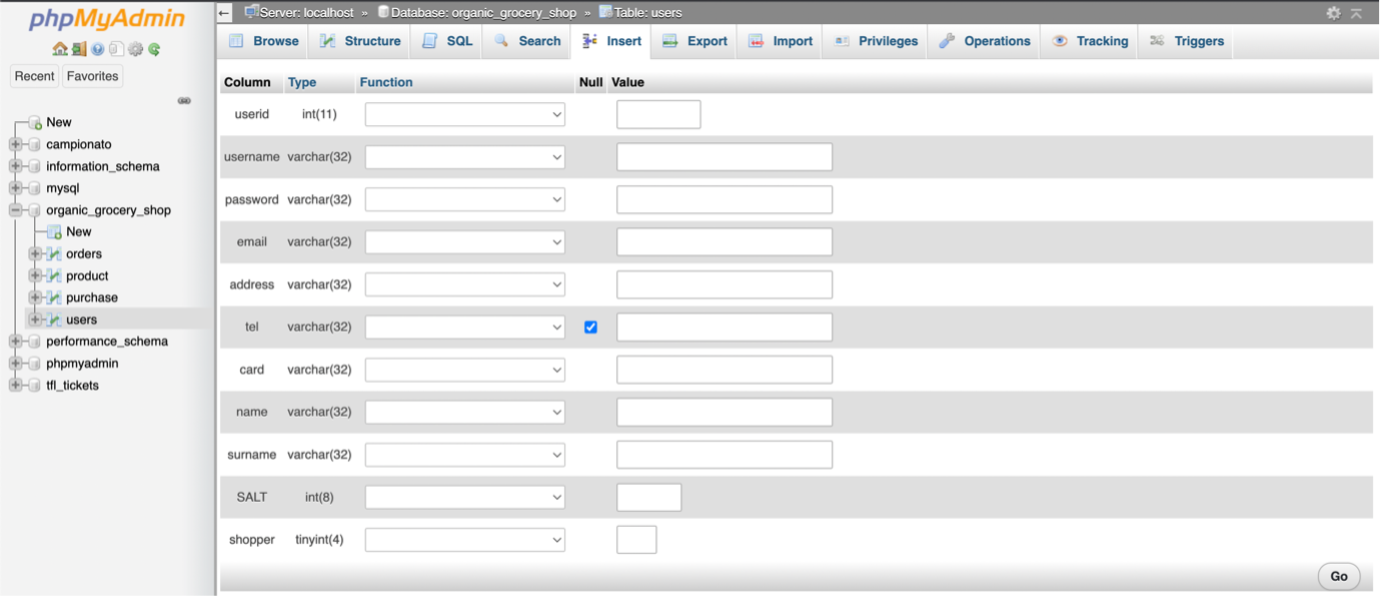 phpMyAdmin
Recent Favorites
New
campionato
information_schema
mysql
organic_grocery_shop
New
orders
product
purchase
users
performance_schema
phpmyadmin
tfl_tickets
Server: localhost » Database: organic_grocery_shop » Table: users
Browse Structure SQL Search Insert Export Import Privileges Operations Tracking Triggers
Column Type Function Null Value
userid int(11)
username varchar(32)
password varchar(32)
email varchar(32)
address varchar(32)
tel varchar(32)
card varchar(32)
name varchar(32)
surname varchar(32)
SALT int(8)
shopper tinyint(4)
Go